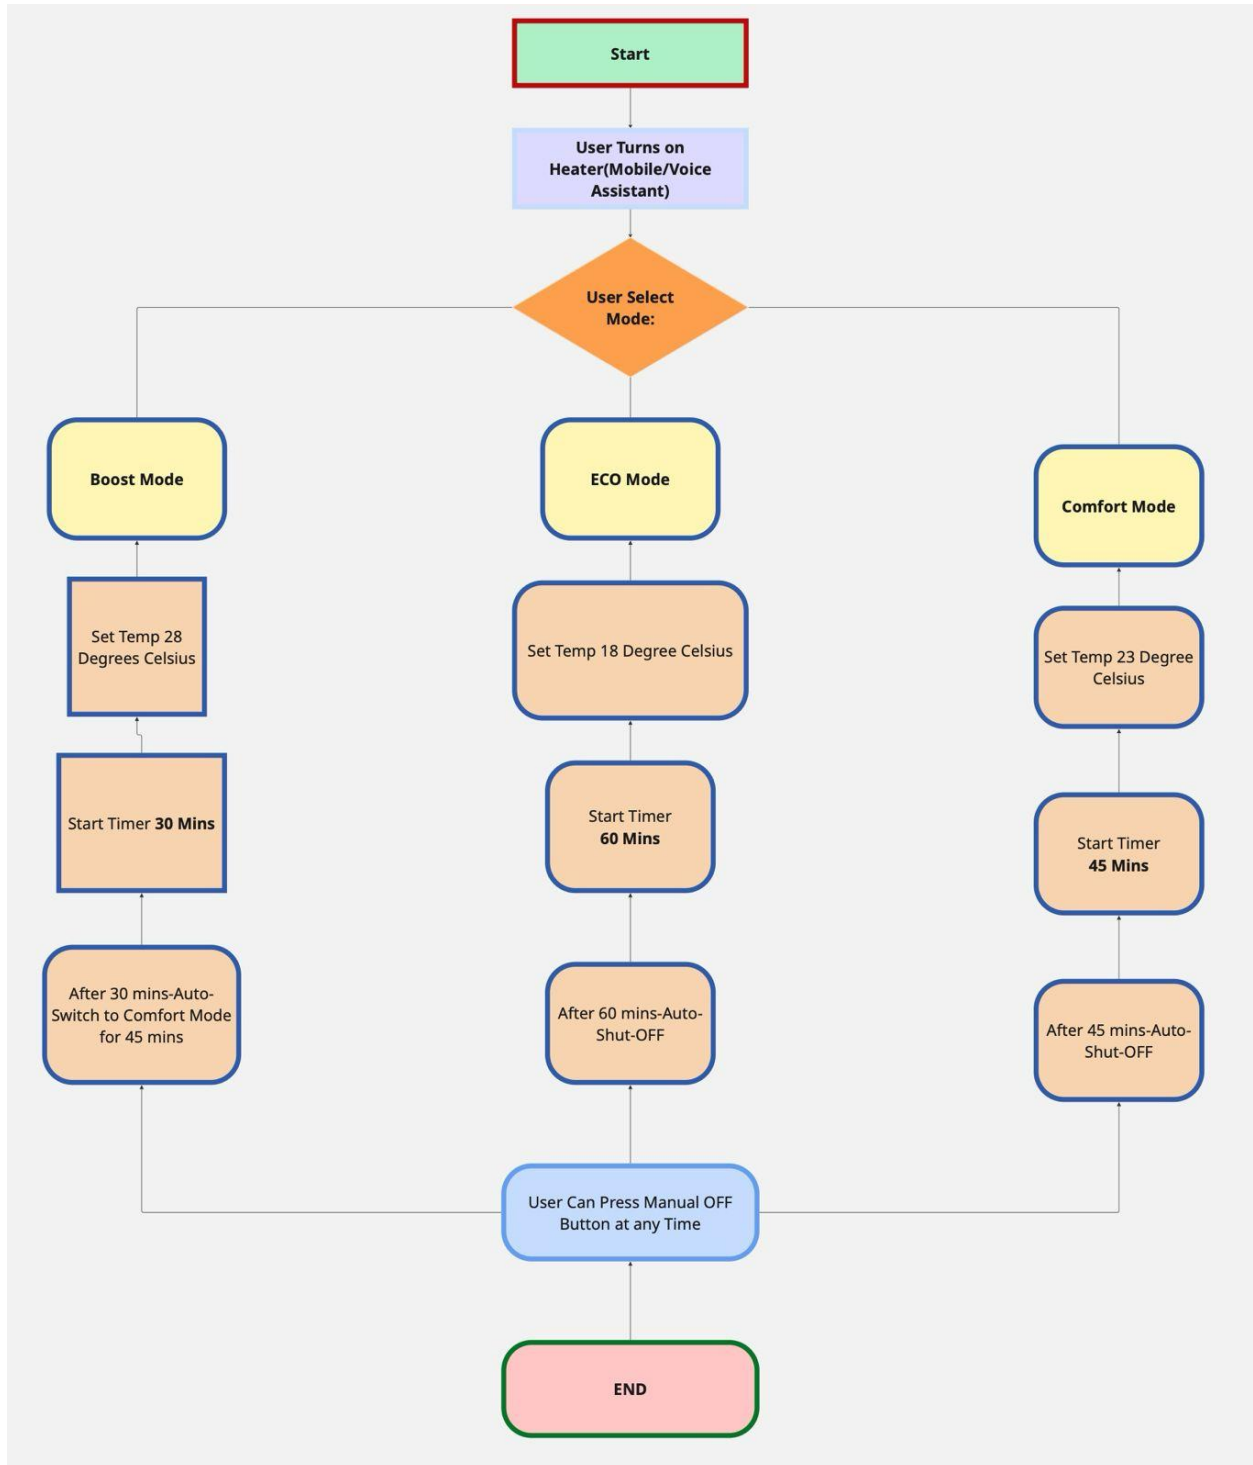 Start
User Turns on
Heater(Mobile/Voice
Assistant)
User Select
Mode:
Boost Mode
ECO Mode
Comfort Mode
Set Temp 28
Degrees Celsius
Set Temp 18 Degree Celsius
Set Temp 23 Degree
Celsius
Start Timer 30 Mins
Start Timer
60 Mins
Start Timer
45 Mins
After 30 mins-Auto-
Switch to Comfort Mode
for 45 mins
After 60 mins-Auto-
Shut-OFF
After 45 mins-Auto-
Shut-OFF
User Can Press Manual OFF
Button at any Time
END